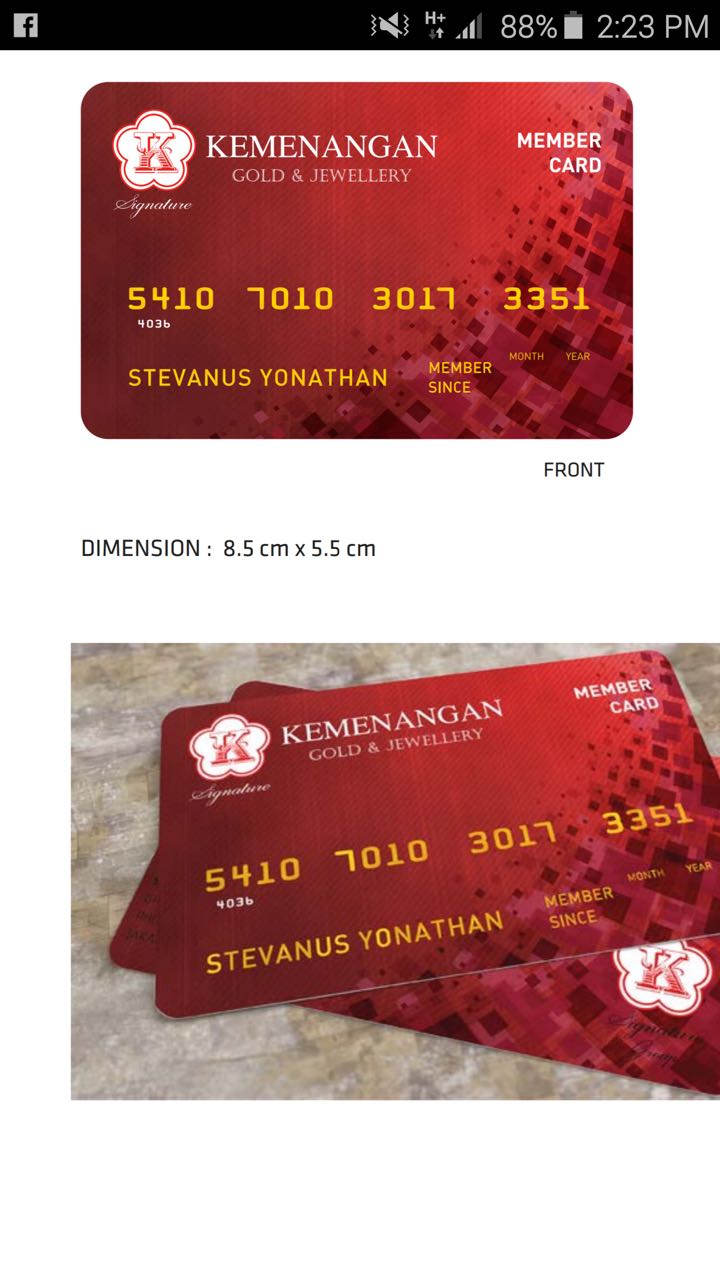 H+ 88% 2:23 PM
K KEMENANGAN
GOLD & JEWELLERY
Signature
MEMBER
CARD
5410 7010 3017 3351
4036
MONTH YEAR
STEVANUS YONATHAN
MEMBER
SINCE
FRONT
DIMENSION : 8.5 cm x 5.5 cm
K KEMENANGAN
GOLD & JEWELLERY
Signature
MEMBER
CARD
5410 7010 3017 3351
4036
MONTH YEAR
STEVANUS YONATHAN
MEMBER
SINCE
K
Signature
Group